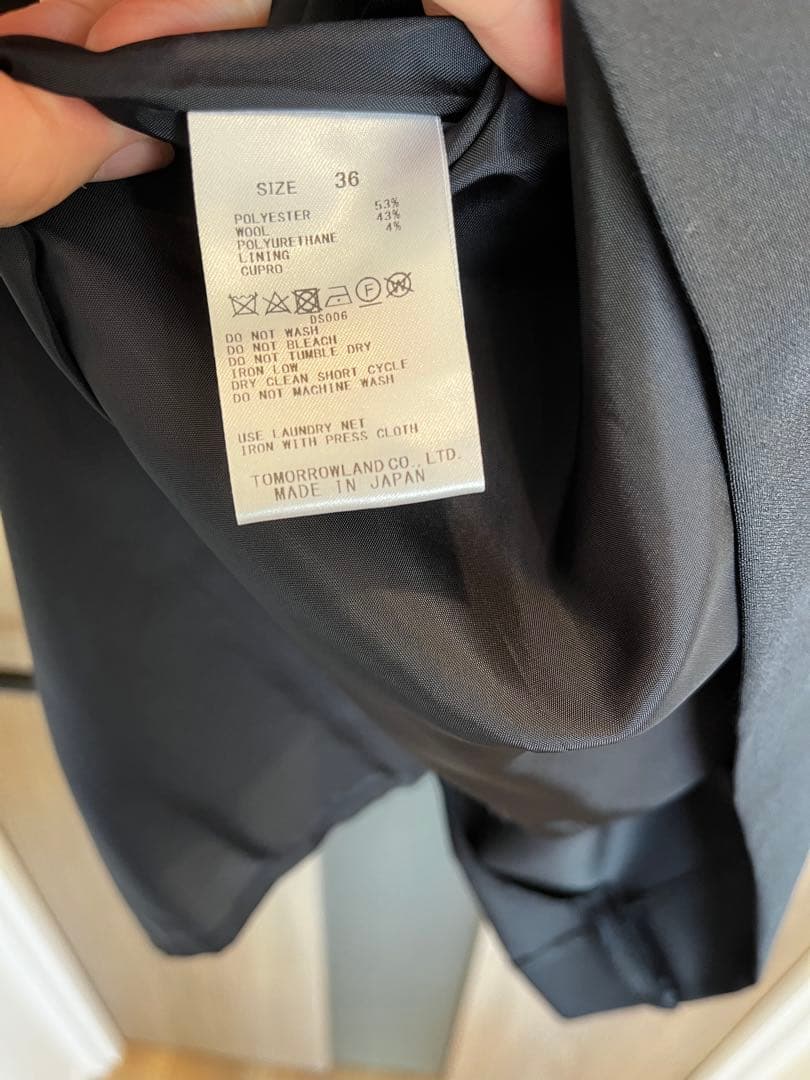 SIZE 36
POLYESTER 53%
WOOL 43%
POLYURETHANE 4%
LINING
CUPRO
F W
DS006
DO NOT WASH
DO NOT BLEACH
DO NOT TUMBLE DRY
IRON LOW
DRY CLEAN SHORT CYCLE
DO NOT MACHINE WASH
USE LAUNDRY NET
IRON WITH PRESS CLOTH
TOMORROWLAND CO., LTD.
MADE IN JAPAN